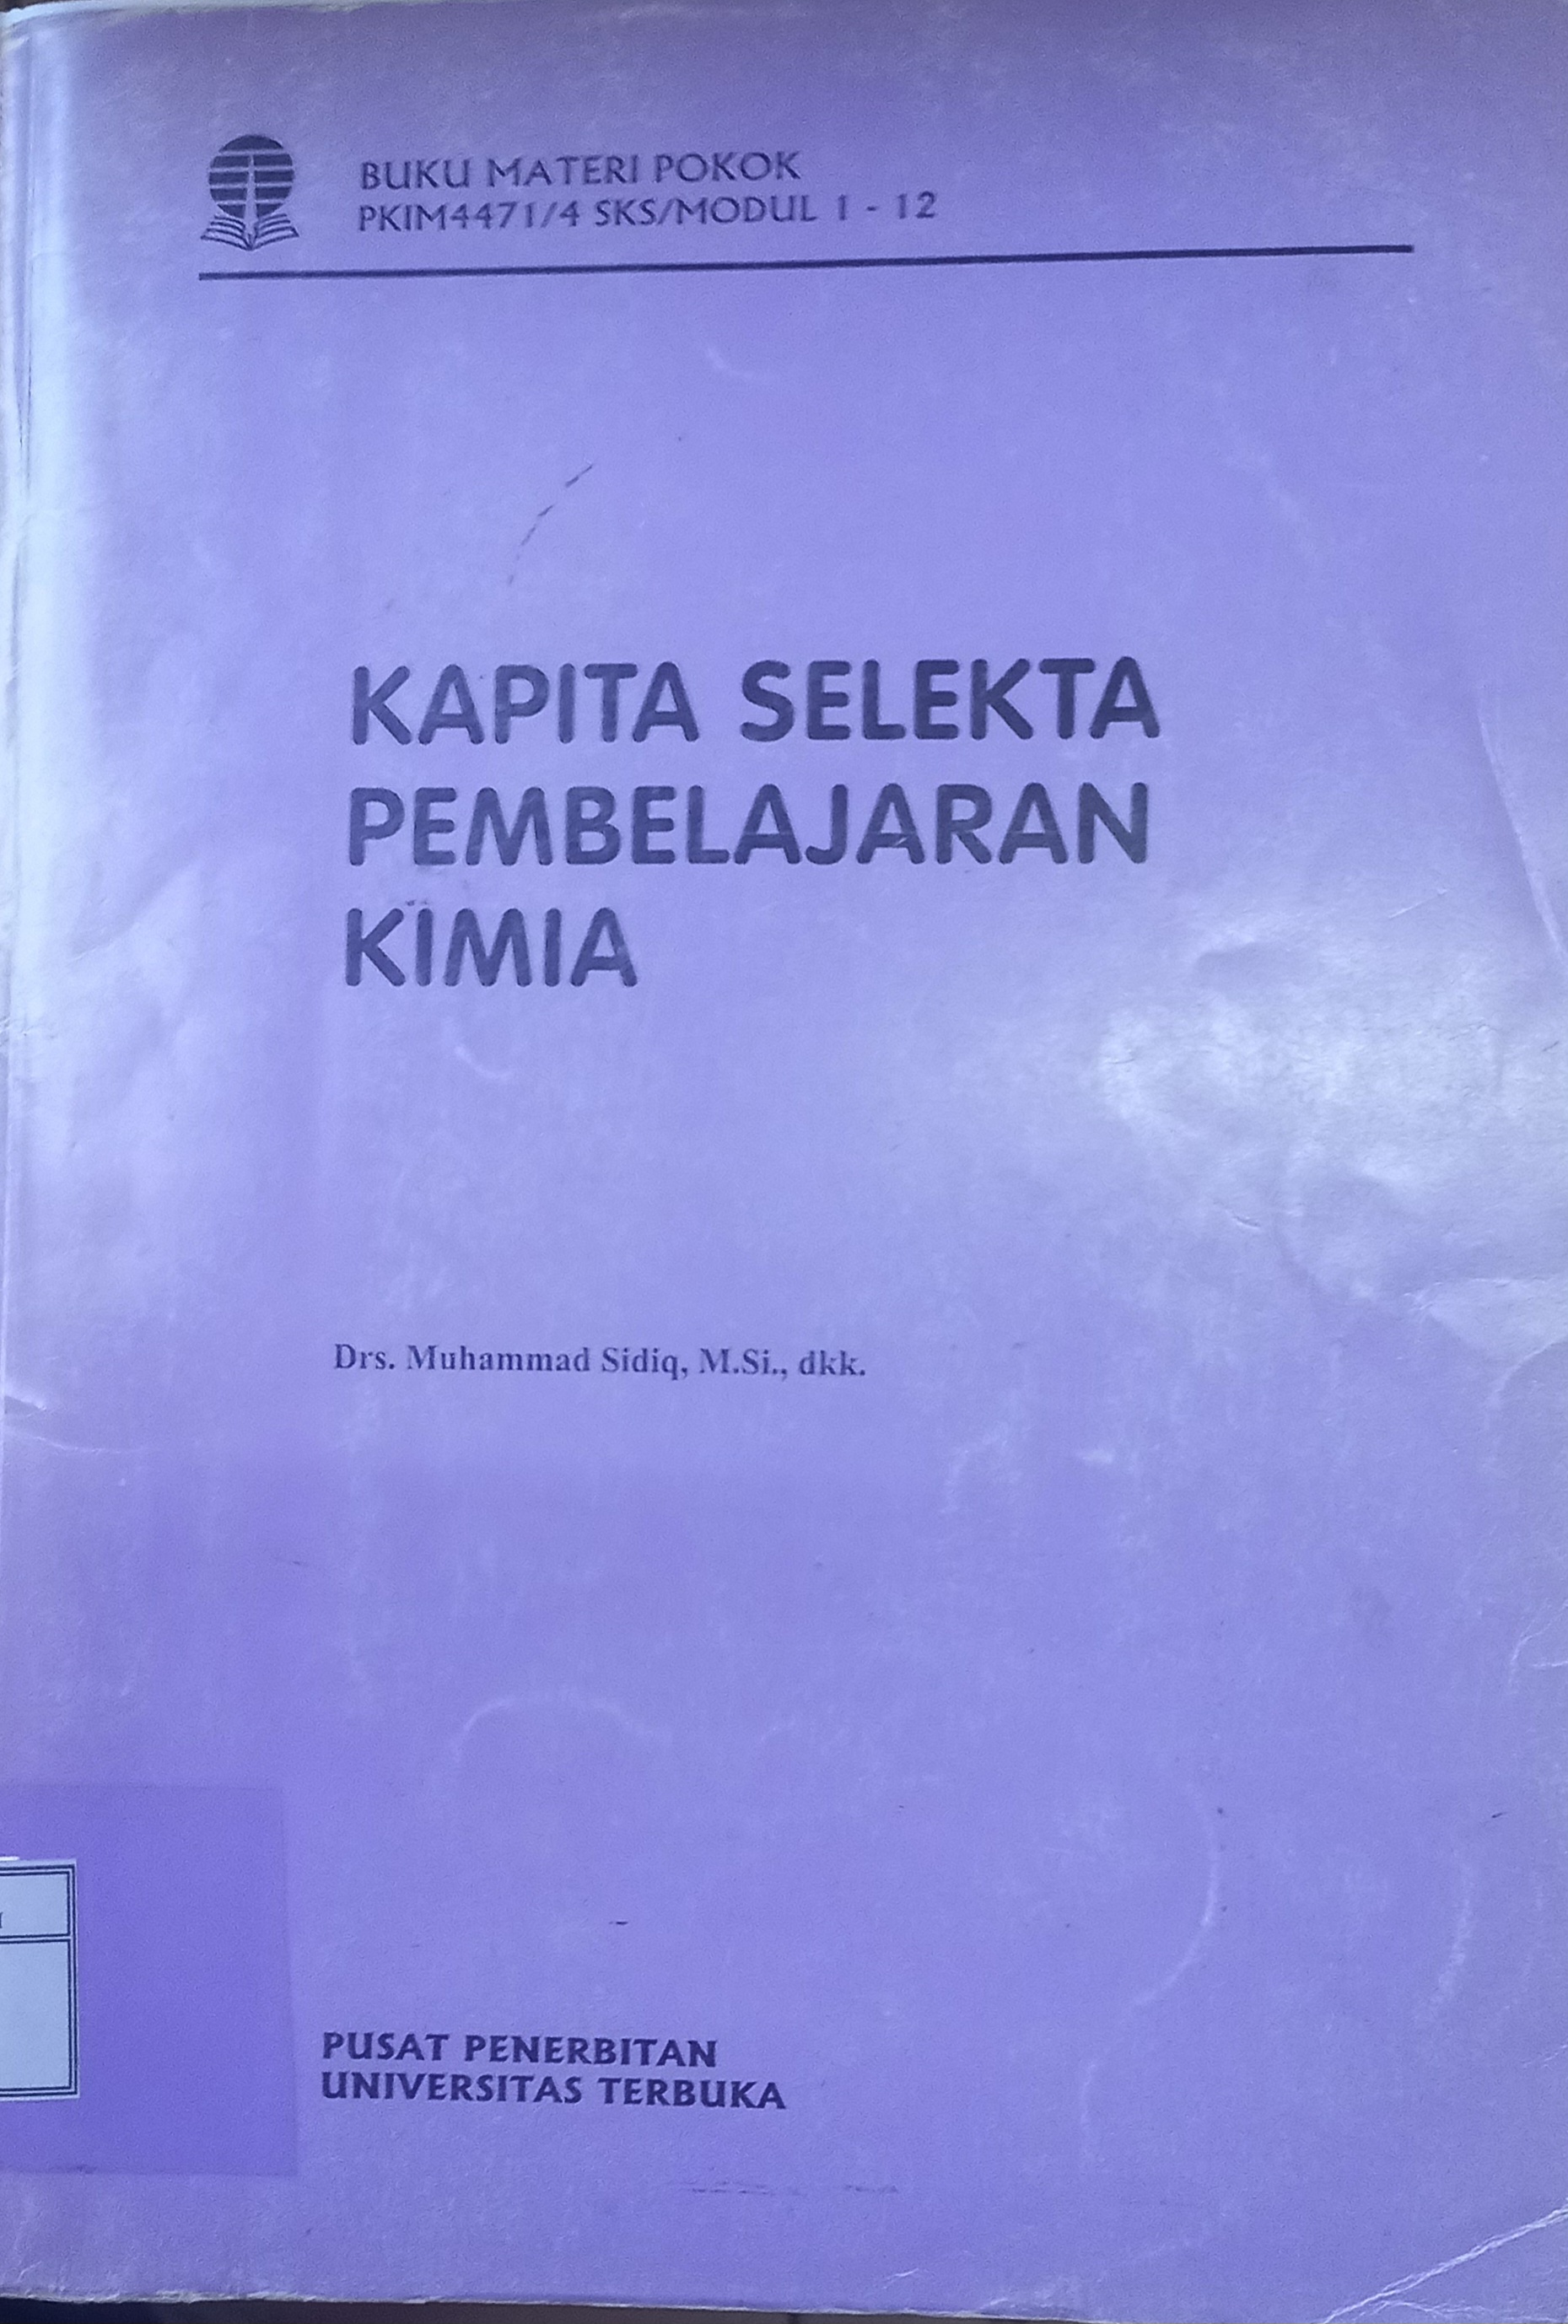 BUKU MATERI POKOK
PKIM4471/4 SKS/MODUL 1 - 12
KAPITA SELEKTA
PEMBELAJARAN
KIMIA
Drs. Muhammad Sidiq, M.Si., dkk.
PUSAT PENERBITAN
UNIVERSITAS TERBUKA